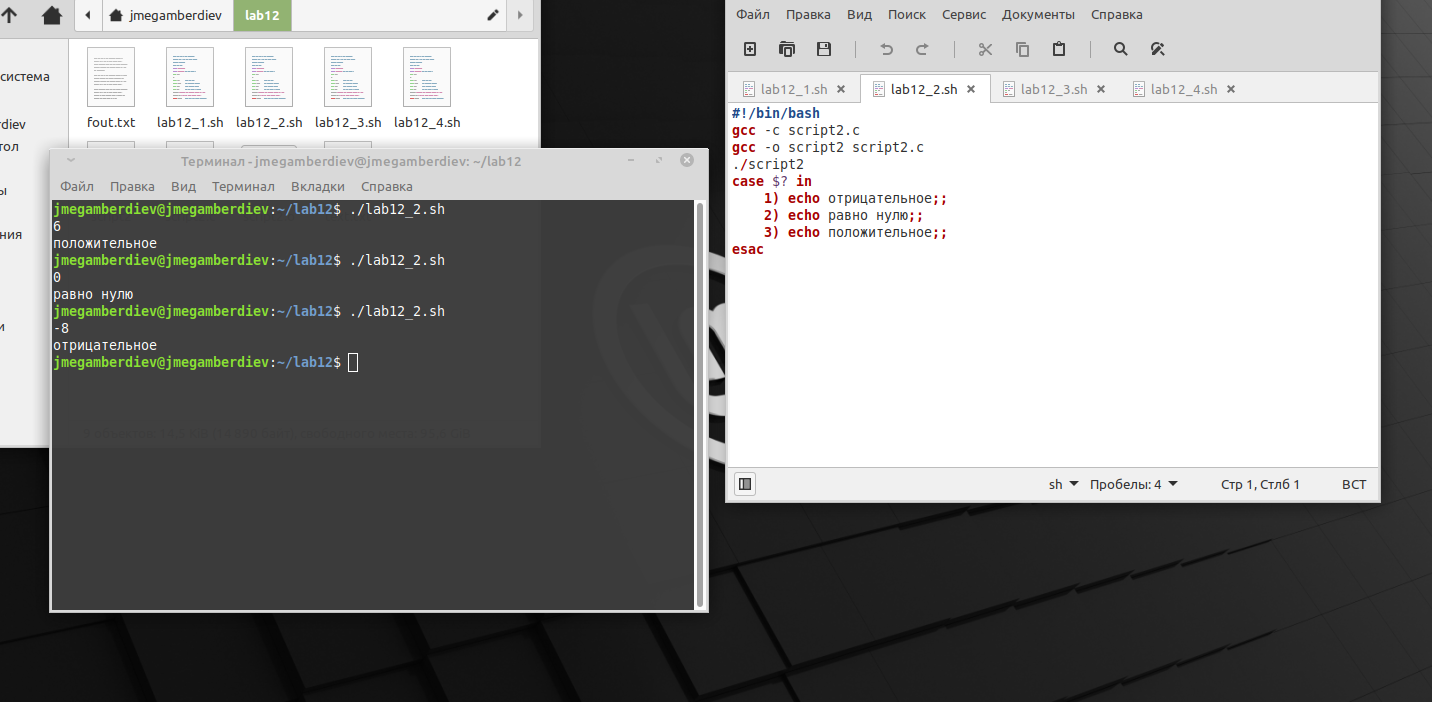 jmegamberdiev
lab12
система
fout.txt
lab12_1.sh
lab12_2.sh
lab12_3.sh
lab12_4.sh
Терминал - jmegamberdiev@jmegamberdiev: ~/lab12
Файл Правка Вид Терминал Вкладки Справка
jmegamberdiev@jmegamberdiev:~/lab12$ ./lab12_2.sh
6
положительное
jmegamberdiev@jmegamberdiev:~/lab12$ ./lab12_2.sh
0
равно нулю
jmegamberdiev@jmegamberdiev:~/lab12$ ./lab12_2.sh
-8
отрицательное
jmegamberdiev@jmegamberdiev:~/lab12$
Файл Правка Вид Поиск Сервис Документы Справка
lab12_1.sh
lab12_2.sh
lab12_3.sh
lab12_4.sh
#!/bin/bash
gcc -c script2.c
gcc -o script2 script2.c
./script2
case $? in
    1) echo отрицательное;;
    2) echo равно нулю;;
    3) echo положительное;;
esac
sh Пробелы: 4 Стр 1, Стлб 1 ВСТ